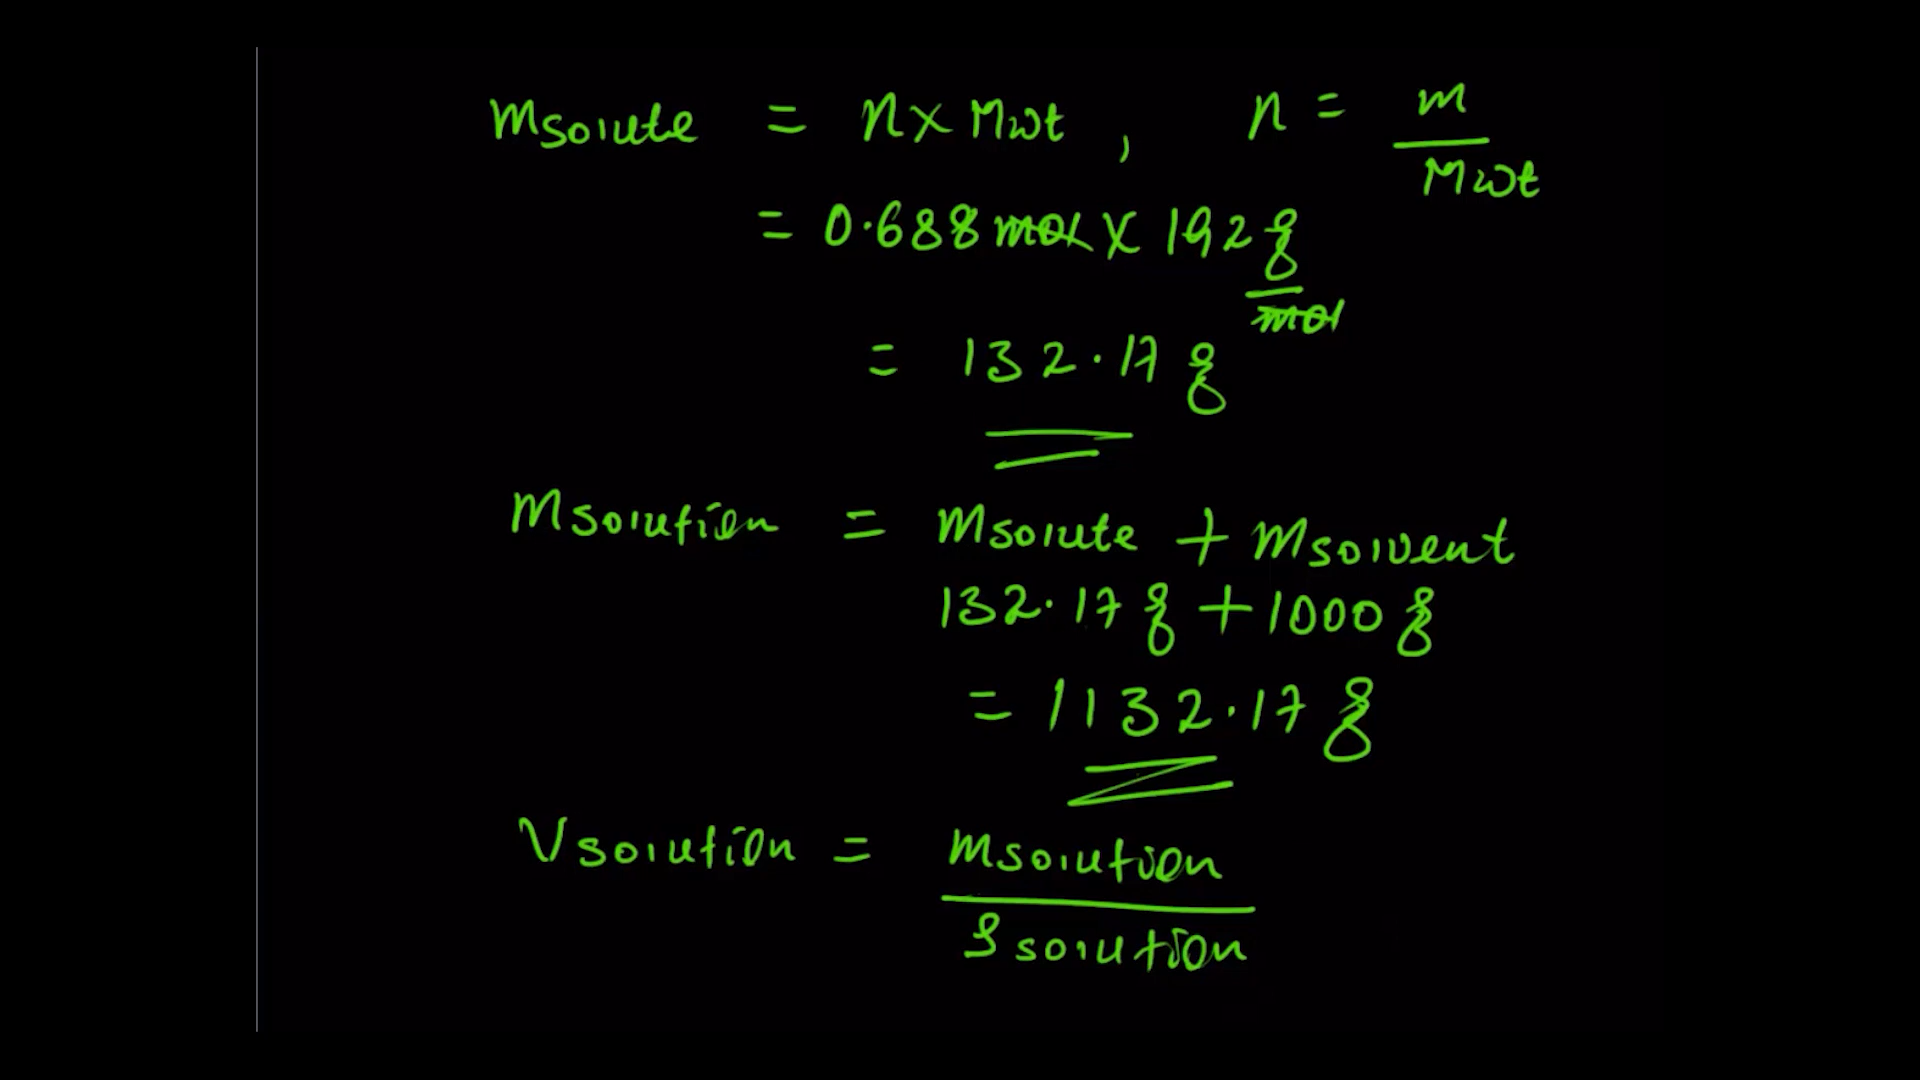 msolute = n x Mwt , n = m / Mwt
= 0.688 mol x 192 g / mol
= 132.17 g
msolution = msolute + msolvent
132.17 g + 1000 g
= 1132.17 g
Vsolution = msolution / ρsolution